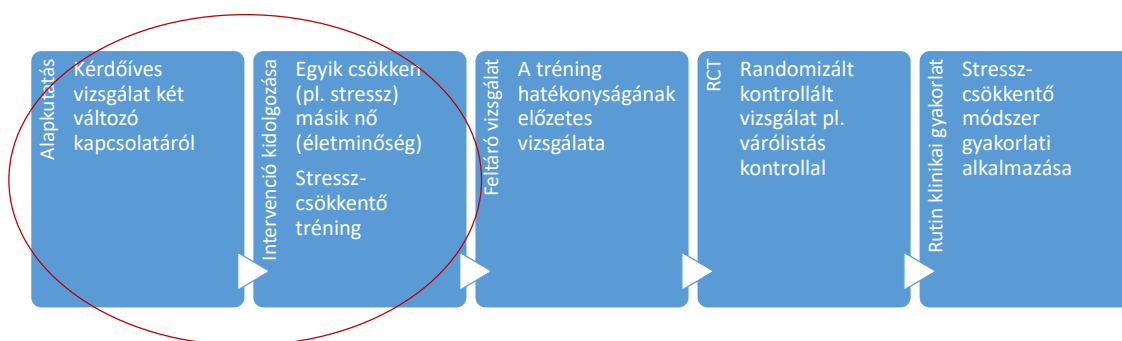 Alapkutatás
Kérdőíves
vizsgálat két
változó
kapcsolatáról
Intervenció kidolgozása
Egyik csökken
(pl. stressz)
másik nő
(életminőség)
Stressz-
csökkentő
tréning
Feltáró vizsgálat
A tréning
hatékonyságának
előzetes
vizsgálata
RCT
Randomizált
kontrollált
vizsgálat pl.
várólistás
kontrollal
Rutin klinikai gyakorlat
Stressz-
csökkentő
módszer
gyakorlati
alkalmazása